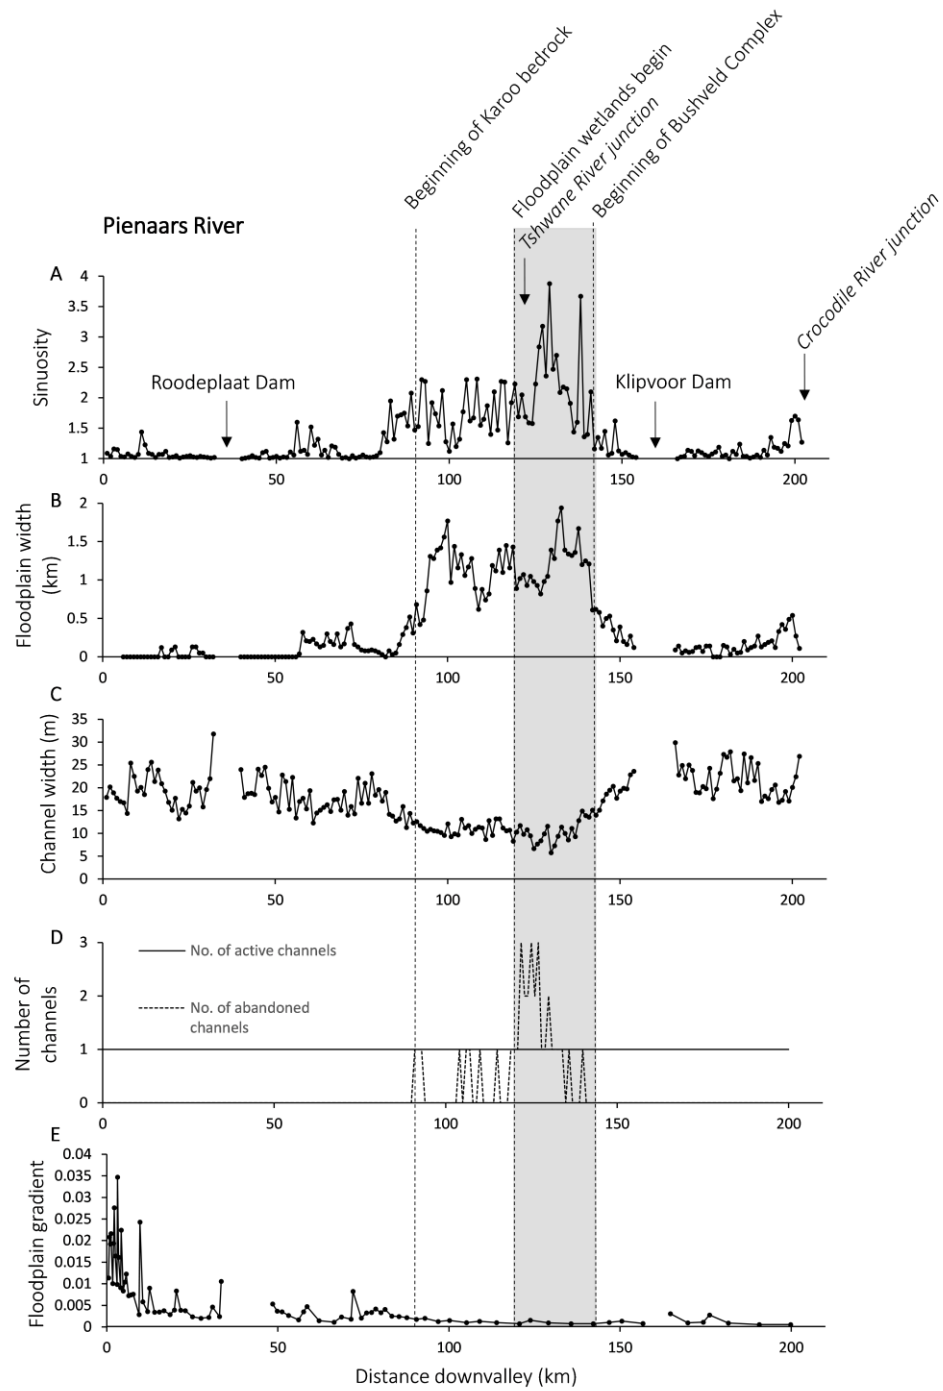 Beginning of Karoo bedrock
Floodplain wetlands begin
Tshwane River junction
Beginning of Bushveld Complex
Crocodile River junction
Pienaars River
A
Sinuosity
4
3.5
3
2.5
2
1.5
1
Roodeplaat Dam
Klipvoor Dam
0
50
100
150
200
B
Floodplain width
(km)
2
1.5
1
0.5
0
0
50
100
150
200
C
Channel width (m)
35
30
25
20
15
10
5
0
0
50
100
150
200
D
Number of
channels
3
2
1
0
No. of active channels
No. of abandoned
channels
0
50
100
150
200
E
Floodplain gradient
0.04
0.035
0.03
0.025
0.02
0.015
0.01
0.005
0
0
50
100
150
200
Distance downvalley (km)